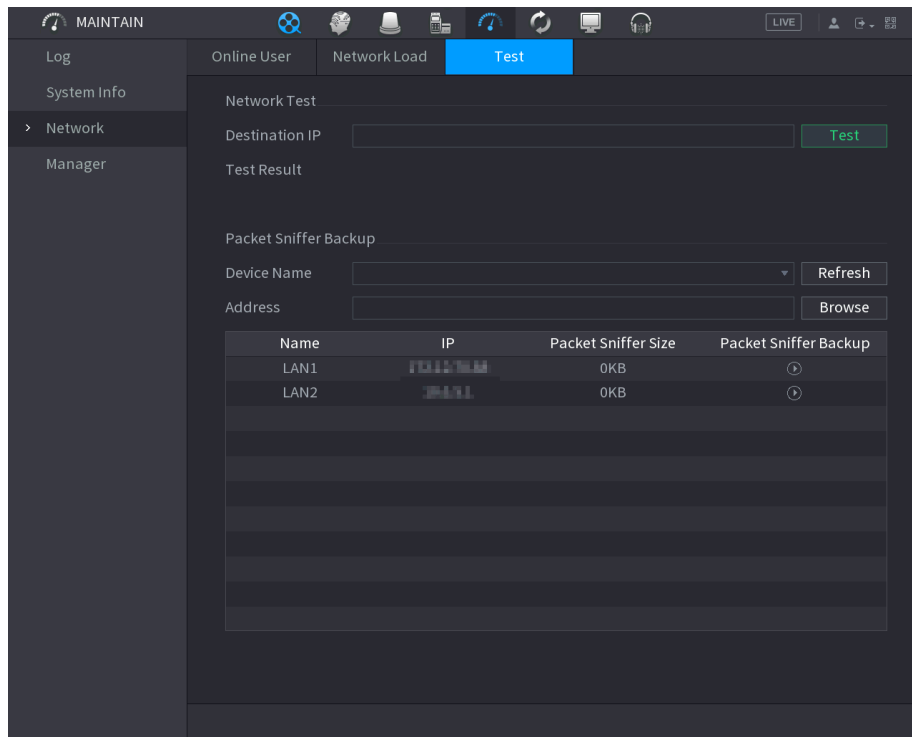 MAINTAIN LIVE
Log
System Info
Network
Manager
Online User Network Load Test
Network Test
Destination IP Test
Test Result
Packet Sniffer Backup
Device Name Refresh
Address Browse
Name IP Packet Sniffer Size Packet Sniffer Backup
LAN1 0KB
LAN2 0KB